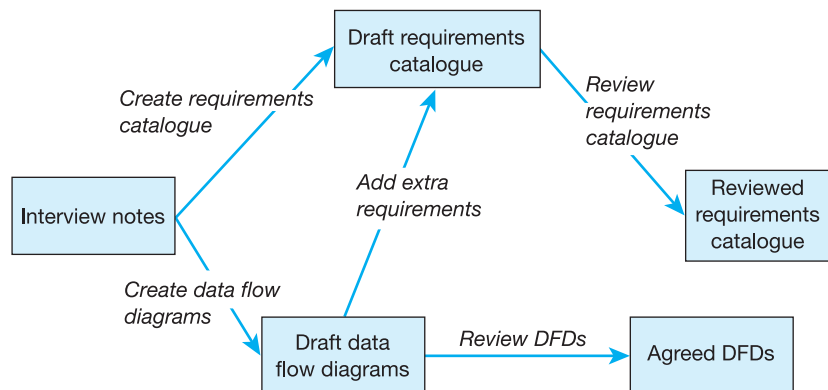 Draft requirements
catalogue
Create requirements
catalogue
Review
requirements
catalogue
Add extra
requirements
Interview notes
Reviewed
requirements
catalogue
Create data flow
diagrams
Draft data
flow diagrams
Review DFDs
Agreed DFDs